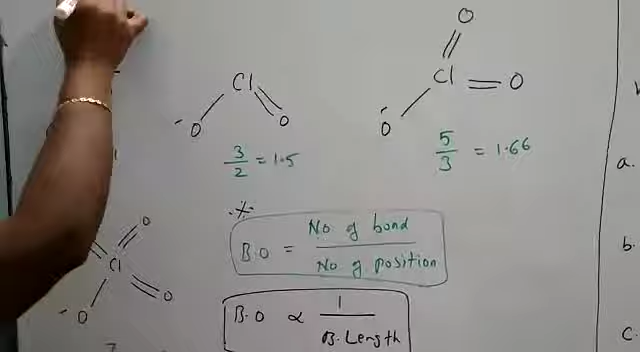 O
Cl
Cl = O
- O
O
- O
3/2 = 1.5
5/3 = 1.66
a.
B.O = No of bond / No of position
O
b.
Cl
O
- O
B.O ∝ 1 / B. Length
7
c.